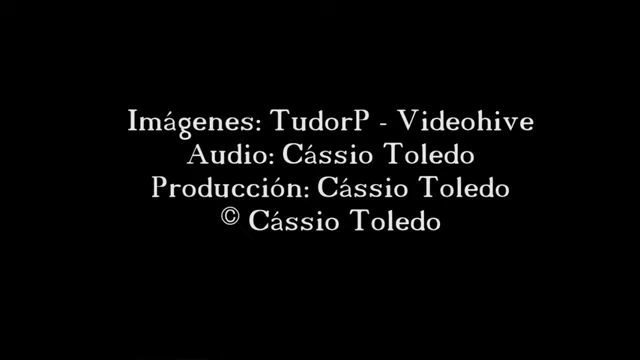 Imágenes: TudorP - Videohive
Audio: Cássio Toledo
Producción: Cássio Toledo
© Cássio Toledo